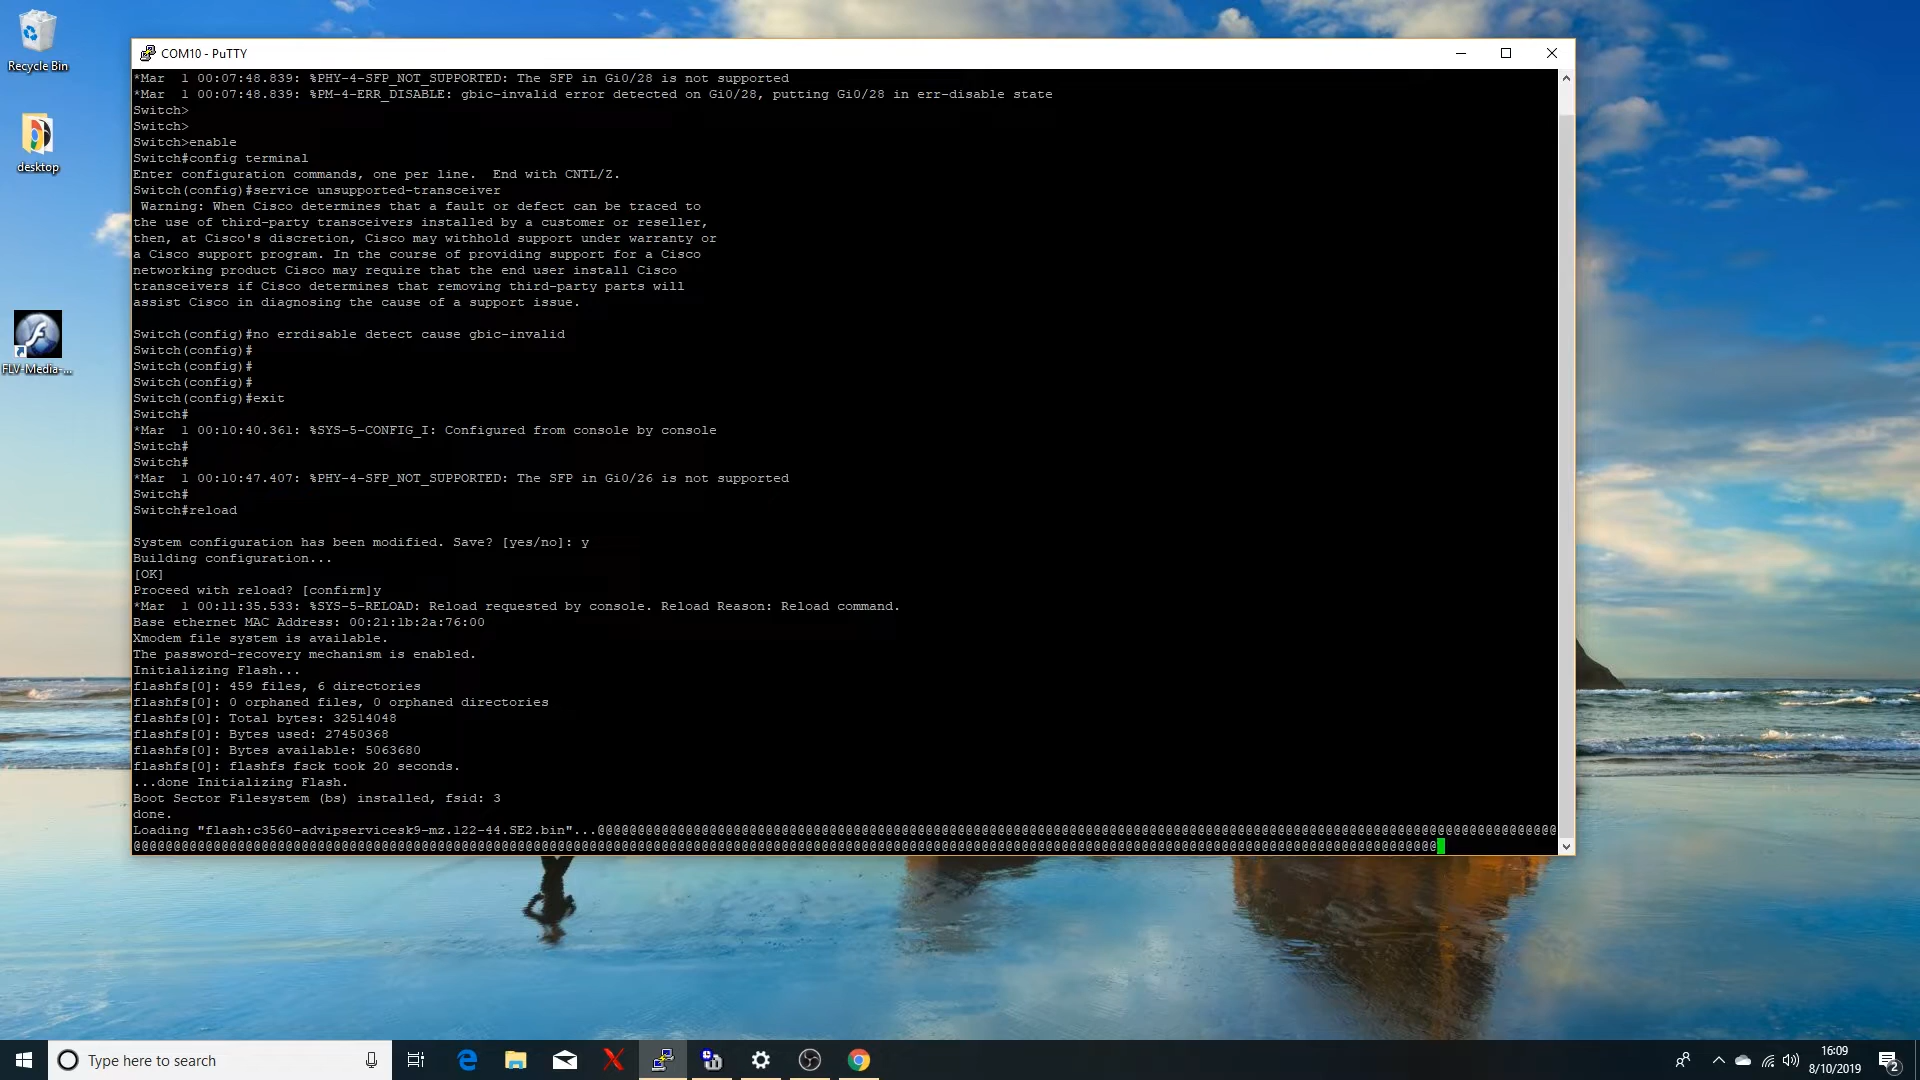 Recycle Bin
desktop
FLV-Media-...
COM10 - PuTTY
*Mar  1 00:07:48.839: %PHY-4-SFP_NOT_SUPPORTED: The SFP in Gi0/28 is not supported
*Mar  1 00:07:48.839: %PM-4-ERR_DISABLE: gbic-invalid error detected on Gi0/28, putting Gi0/28 in err-disable state
Switch>
Switch>
Switch>enable
Switch#config terminal
Enter configuration commands, one per line.  End with CNTL/Z.
Switch(config)#service unsupported-transceiver
 Warning: When Cisco determines that a fault or defect can be traced to
the use of third-party transceivers installed by a customer or reseller,
then, at Cisco's discretion, Cisco may withhold support under warranty or
a Cisco support program. In the course of providing support for a Cisco
networking product Cisco may require that the end user install Cisco
transceivers if Cisco determines that removing third-party parts will
assist Cisco in diagnosing the cause of a support issue.
Switch(config)#no errdisable detect cause gbic-invalid
Switch(config)#
Switch(config)#
Switch(config)#
Switch(config)#exit
Switch#
*Mar  1 00:10:40.361: %SYS-5-CONFIG_I: Configured from console by console
Switch#
Switch#
*Mar  1 00:10:47.407: %PHY-4-SFP_NOT_SUPPORTED: The SFP in Gi0/26 is not supported
Switch#
Switch#reload
System configuration has been modified. Save? [yes/no]: y
Building configuration...
[OK]
Proceed with reload? [confirm]y
*Mar  1 00:11:35.533: %SYS-5-RELOAD: Reload requested by console. Reload Reason: Reload command.
Base ethernet MAC Address: 00:21:1b:2a:76:00
Xmodem file system is available.
The password-recovery mechanism is enabled.
Initializing Flash...
flashfs[0]: 459 files, 6 directories
flashfs[0]: 0 orphaned files, 0 orphaned directories
flashfs[0]: Total bytes: 32514048
flashfs[0]: Bytes used: 27450368
flashfs[0]: Bytes available: 5063680
flashfs[0]: flashfs fsck took 20 seconds.
...done Initializing Flash.
Boot Sector Filesystem (bs) installed, fsid: 3
done.
Loading "flash:c3560-advipservicesk9-mz.122-44.SE2.bin"...@@@@@@@@@@@@@@@@@@@@@@@@@@@@@@@@@@@@@@@@@@@@@@@@@@@@@@@@@@@@@@@@@@@@@@@@@@@@@@@@@@@@@@@@@@@@@@@@@@@@@@@@@@@@@@@@@@@@@@@@
@@@@@@@@@@@@@@@@@@@@@@@@@@@@@@@@@@@@@@@@@@@@@@@@@@@@@@@@@@@@@@@@@@@@@@@@@@@@@@@@@@@@@@@@@@@@@@@@@@@@@@@@@@@@@@@@@@@@@@@@@@@@@@@@@@@@@@@@@@@@@@@@@@@@@@@@@@@@@@@@@@@
Type here to search
16:09
8/10/2019
2